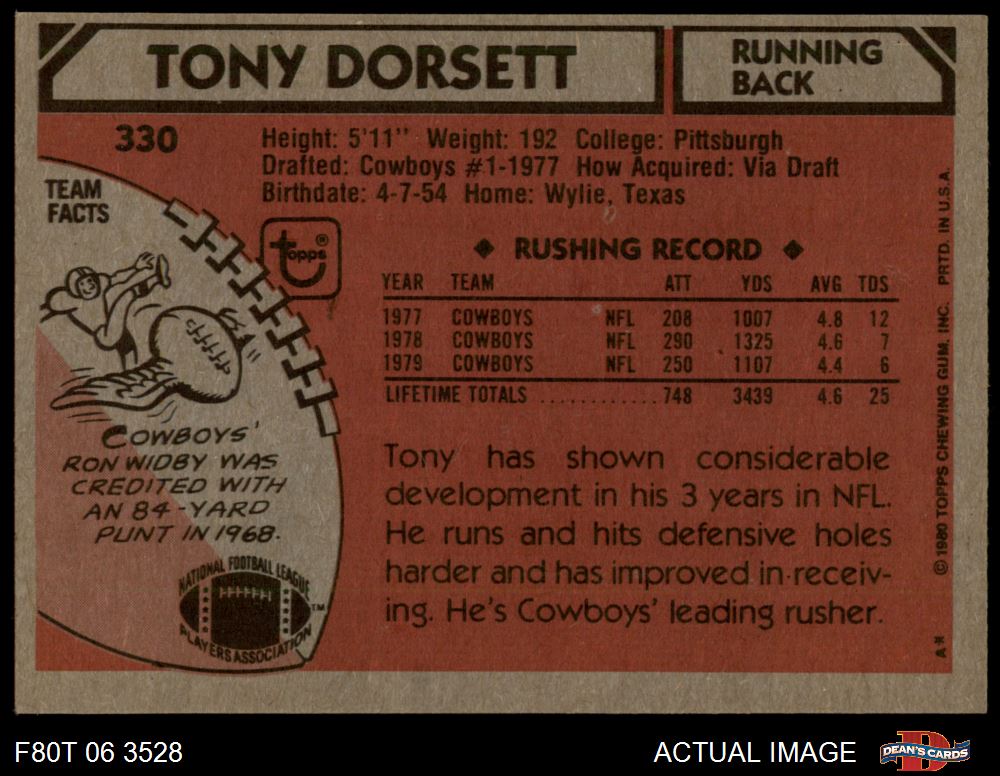 TONY DORSETT
RUNNING
BACK
330
Height: 5'11" Weight: 192 College: Pittsburgh
Drafted: Cowboys #1-1977 How Acquired: Via Draft
Birthdate: 4-7-54 Home: Wylie, Texas
TEAM
FACTS
topps®
◆ RUSHING RECORD ◆
YEAR TEAM ATT YDS AVG TDS
1977 COWBOYS NFL 208 1007 4.8 12
1978 COWBOYS NFL 290 1325 4.6 7
1979 COWBOYS NFL 250 1107 4.4 6
LIFETIME TOTALS ............ 748 3439 4.6 25
COWBOYS'
RON WIDBY WAS
CREDITED WITH
AN 84-YARD
PUNT IN 1968.
Tony has shown considerable
development in his 3 years in NFL.
He runs and hits defensive holes
harder and has improved in receiv-
ing. He's Cowboys' leading rusher.
NATIONAL FOOTBALL LEAGUE
PLAYERS ASSOCIATION
TM
© 1980 TOPPS CHEWING GUM, INC. PRTD. IN U.S.A.
A-R
F80T 06 3528
ACTUAL IMAGE
D
DEAN'S CARDS